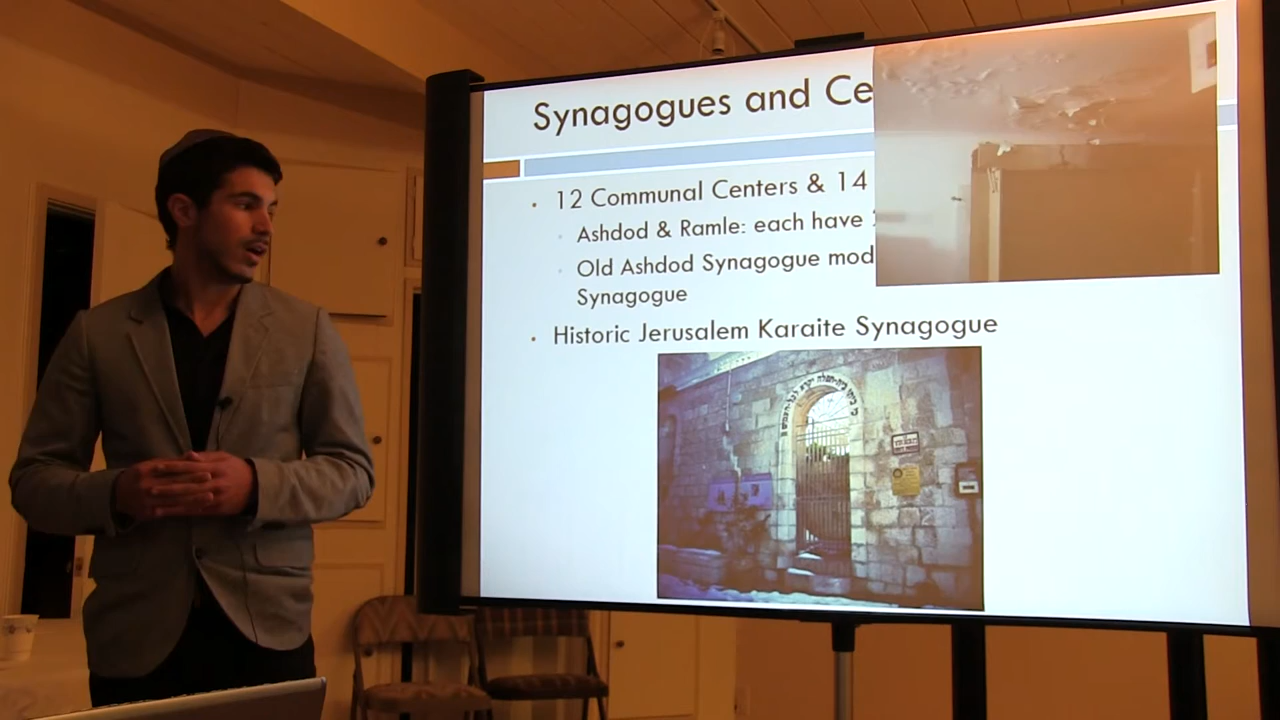 Synagogues and Ce
12 Communal Centers & 14
Ashdod & Ramle: each have
Old Ashdod Synagogue mod
Synagogue
Historic Jerusalem Karaite Synagogue